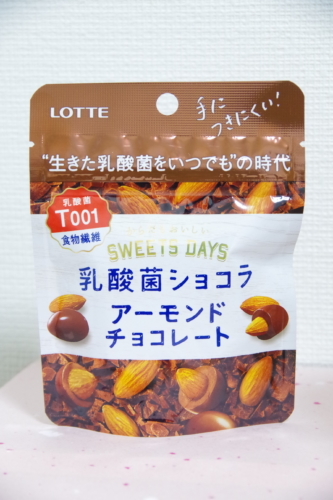 LOTTE
手に
つきにくい!
“生きた乳酸菌をいつでも”の時代
乳酸菌
T001
食物繊維
SWEETS DAYS
乳酸菌ショコラ
アーモンド
チョコレート